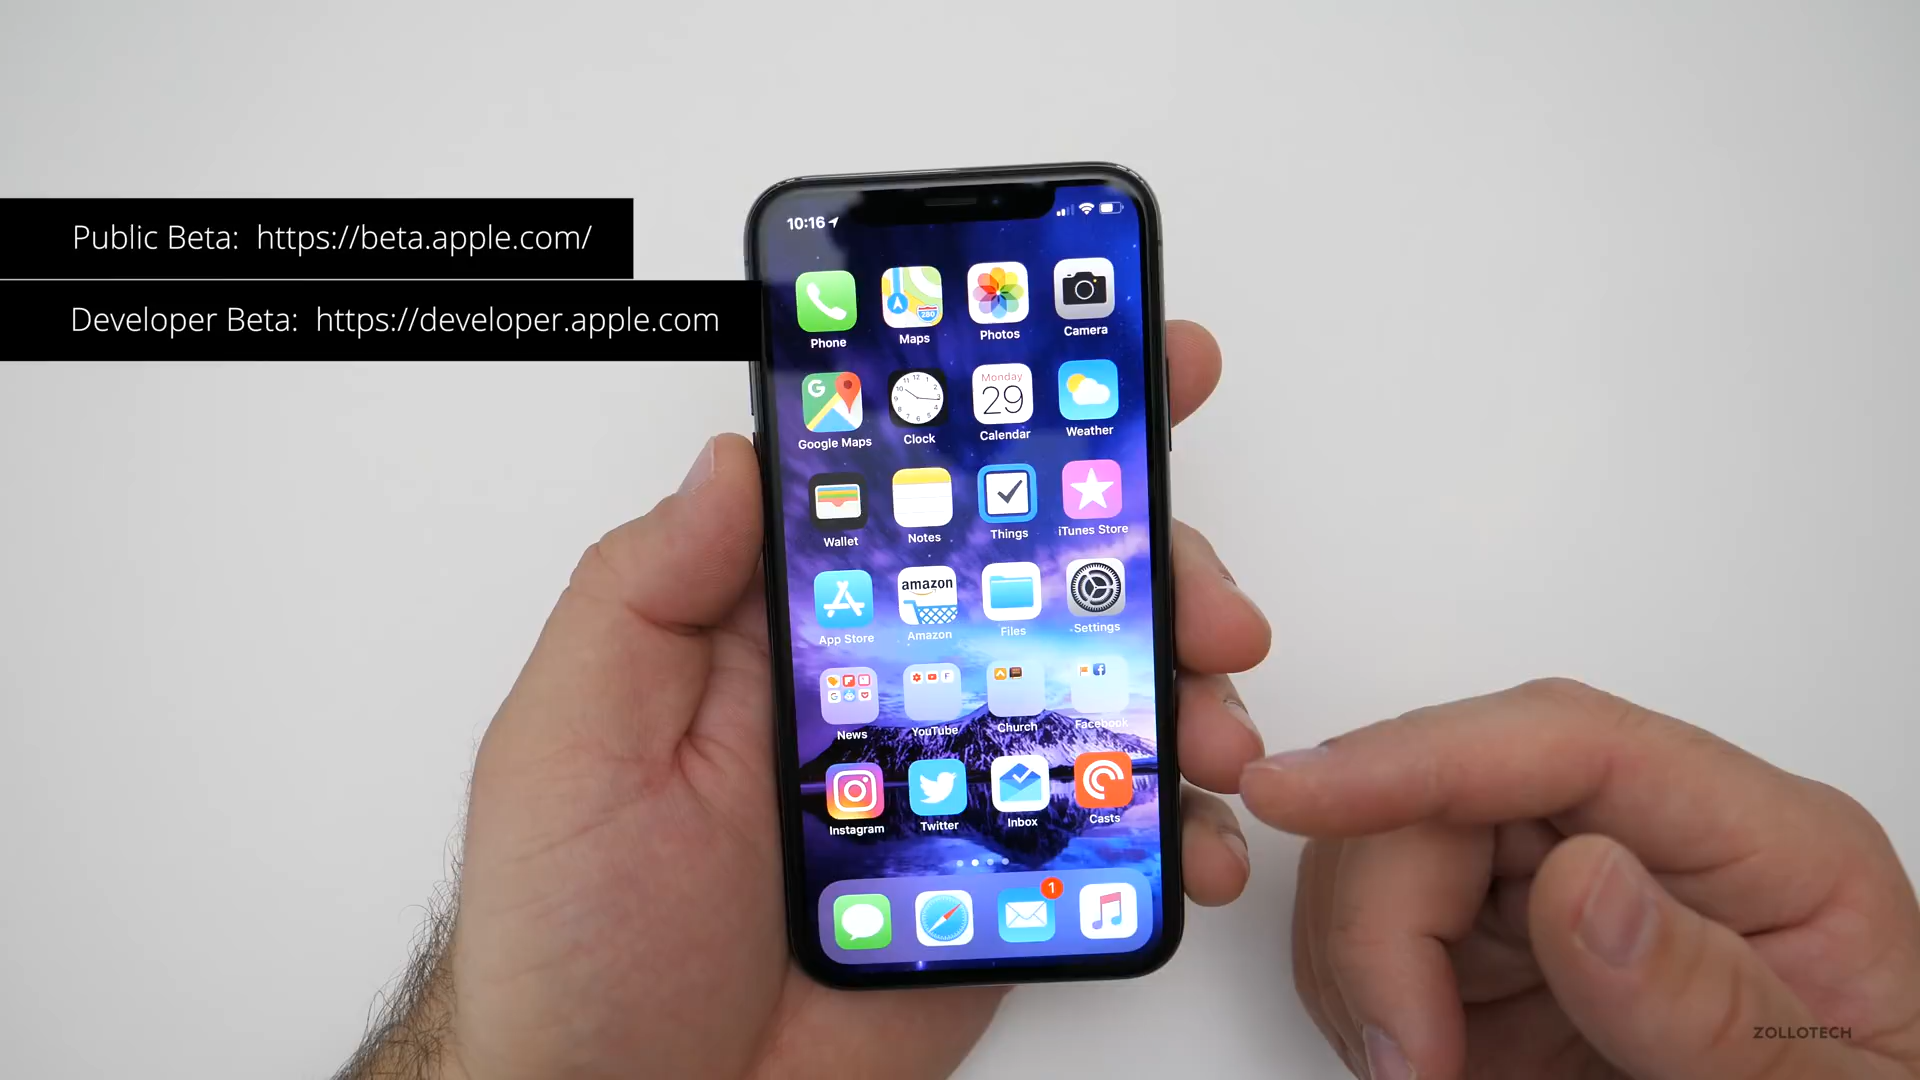 Public Beta: https://beta.apple.com/
Developer Beta: https://developer.apple.com
10:16
Phone
Maps
280
Photos
Camera
G
Google Maps
Clock
Monday
29
Calendar
Weather
Wallet
Notes
Things
iTunes Store
App Store
amazon
Amazon
Files
Settings
News
YouTube
Church
Facebook
Instagram
Twitter
Inbox
Casts
1
ZOLLOTECH